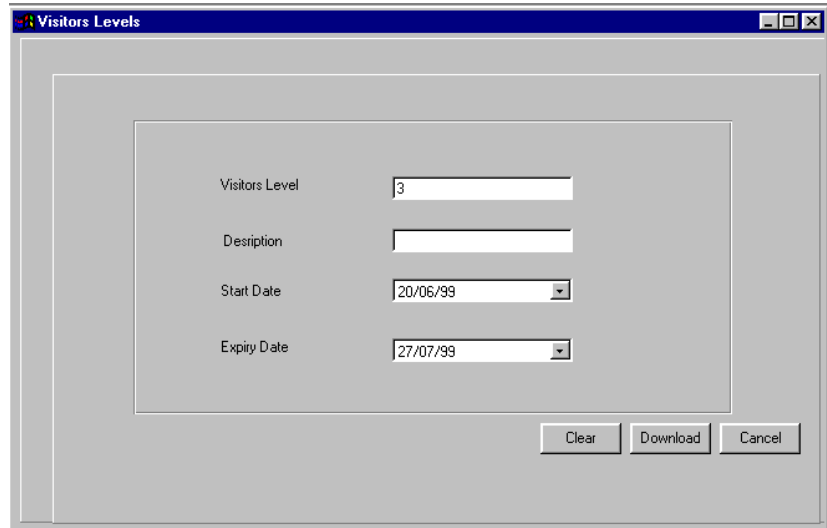 Visitors Levels
Visitors Level 3
Desription
Start Date 20/06/99
Expiry Date 27/07/99
Clear Download Cancel